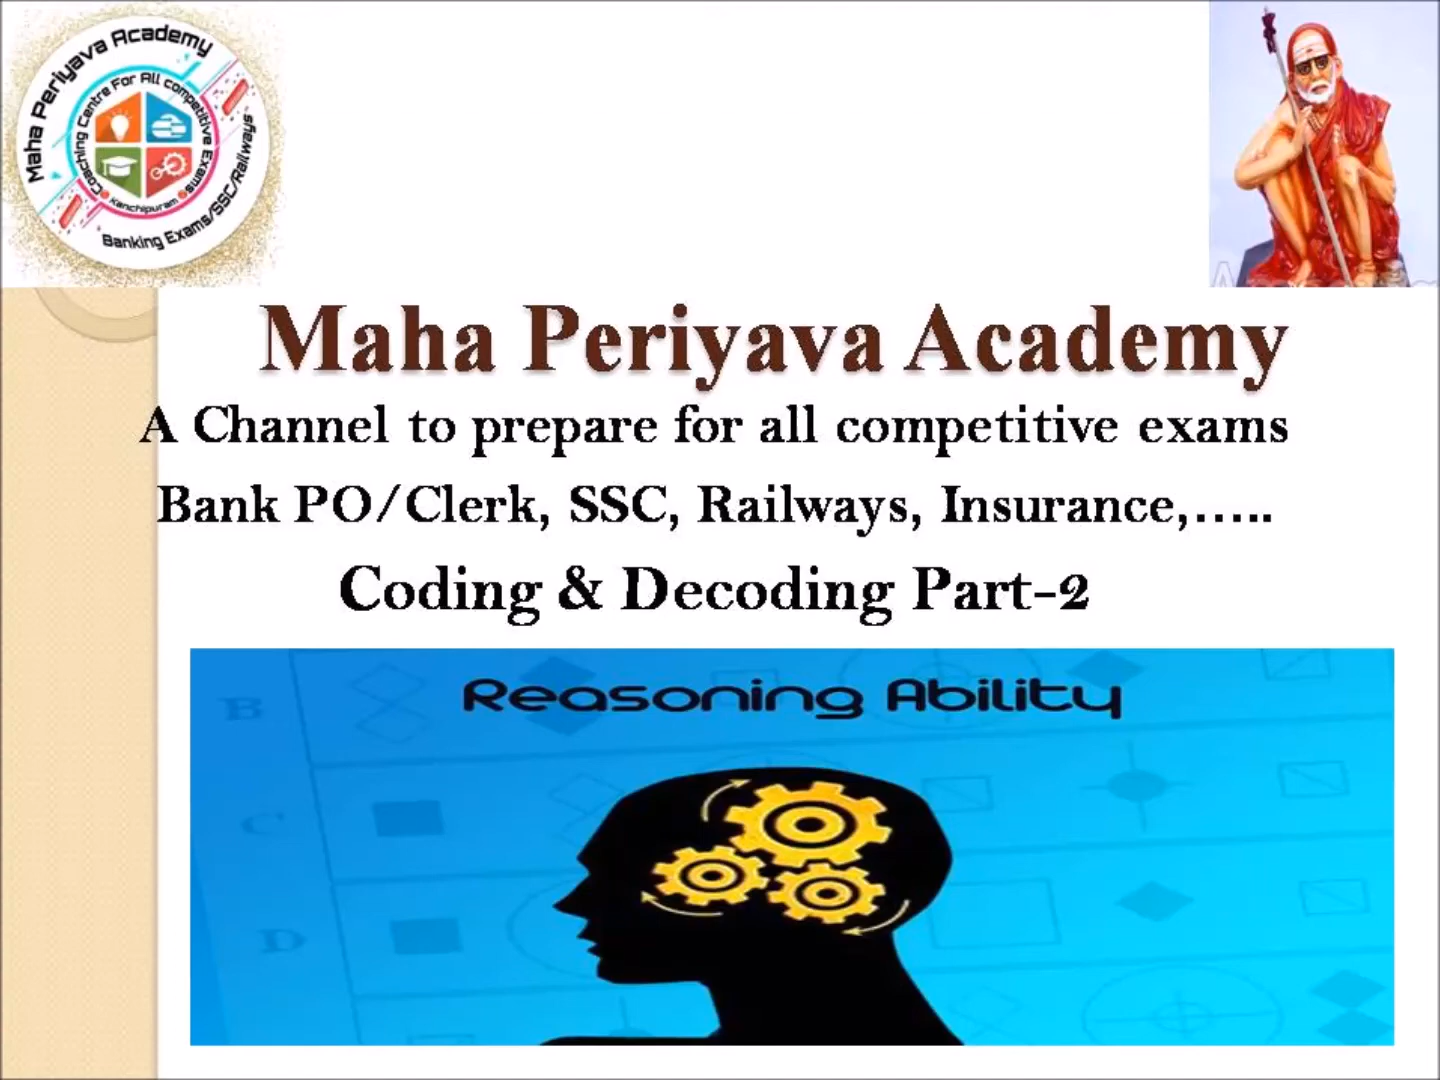 Maha Periyava Academy
Coaching Centre For All competitive Exams
Kanchipuram
Banking Exams/SSC/Railways
Maha Periyava Academy
A Channel to prepare for all competitive exams
Bank PO/Clerk, SSC, Railways, Insurance,.....
Coding & Decoding Part-2
Reasoning Ability
B
C
D